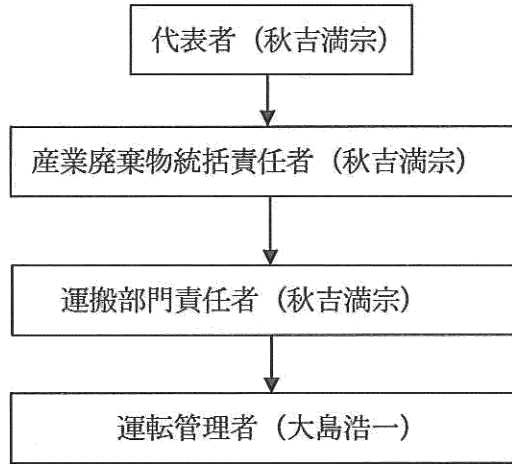 代表者（秋吉満宗）
産業廃棄物統括責任者（秋吉満宗）
運搬部門責任者（秋吉満宗）
運転管理者（大島浩一）